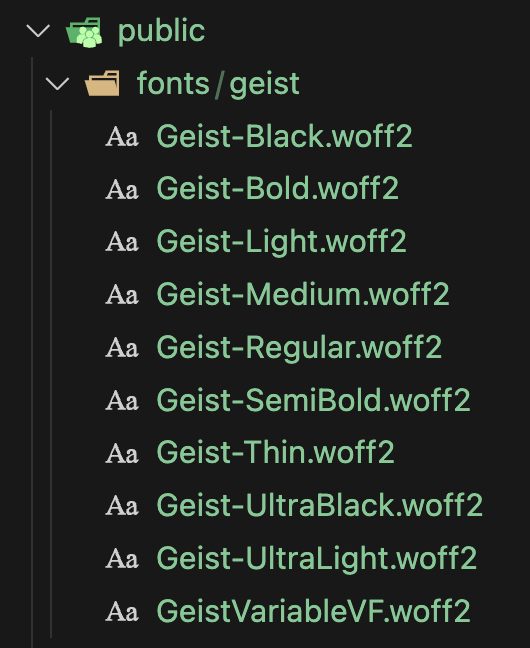 public
fonts/geist
Aa Geist-Black.woff2
Aa Geist-Bold.woff2
Aa Geist-Light.woff2
Aa Geist-Medium.woff2
Aa Geist-Regular.woff2
Aa Geist-SemiBold.woff2
Aa Geist-Thin.woff2
Aa Geist-UltraBlack.woff2
Aa Geist-UltraLight.woff2
Aa GeistVariableVF.woff2